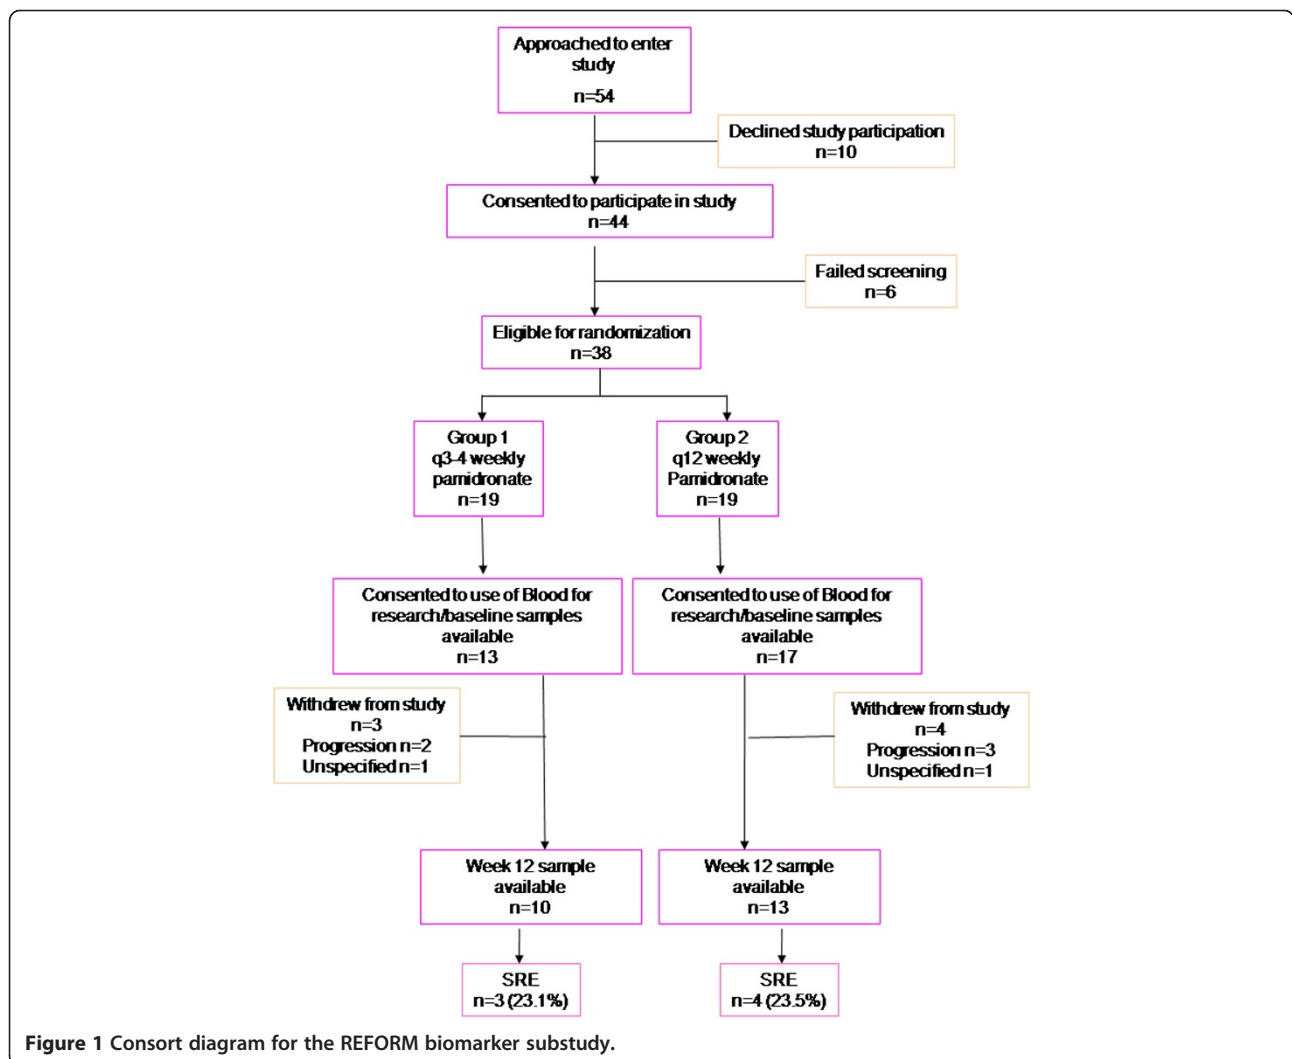 Approached to enter
study
n=54
Declined study participation
n=10
Consented to participate in study
n=44
Failed screening
n=6
Eligible for randomization
n=38
Group 1
q3-4 weekly
pamidronate
n=19
Group 2
q12 weekly
Pamidronate
n=19
Consented to use of Blood for
research/baseline samples
available
n=13
Consented to use of Blood for
research/baseline samples
available
n=17
Withdrew from study
n=3
Progression n=2
Unspecified n=1
Withdrew from study
n=4
Progression n=3
Unspecified n=1
Week 12 sample
available
n=10
Week 12 sample
available
n=13
SRE
n=3 (23.1%)
SRE
n=4 (23.5%)
Figure 1 Consort diagram for the REFORM biomarker substudy.